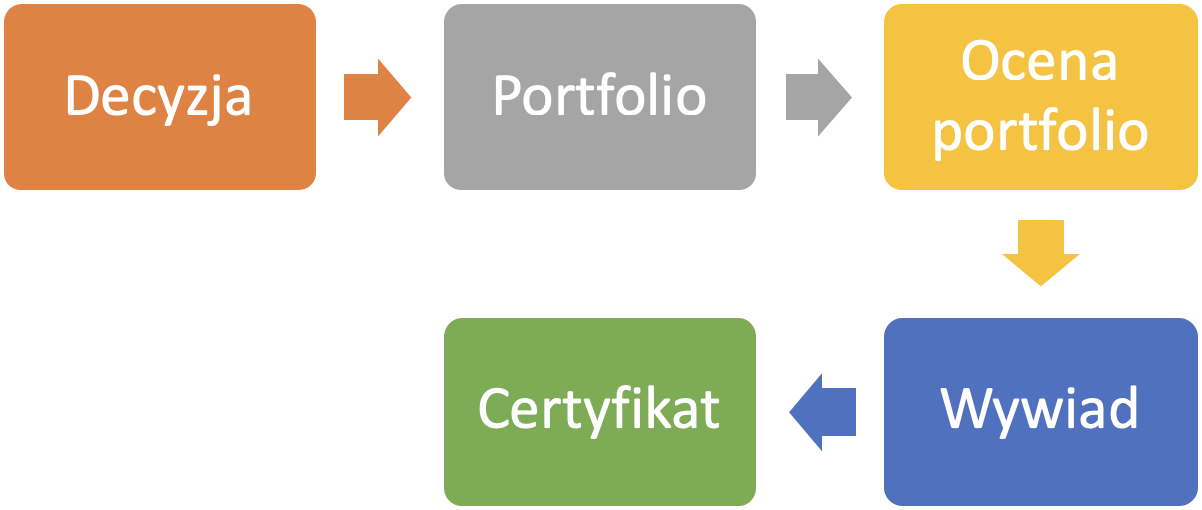 Decyzja
Portfolio
Ocena
portfolio
Wywiad
Certyfikat